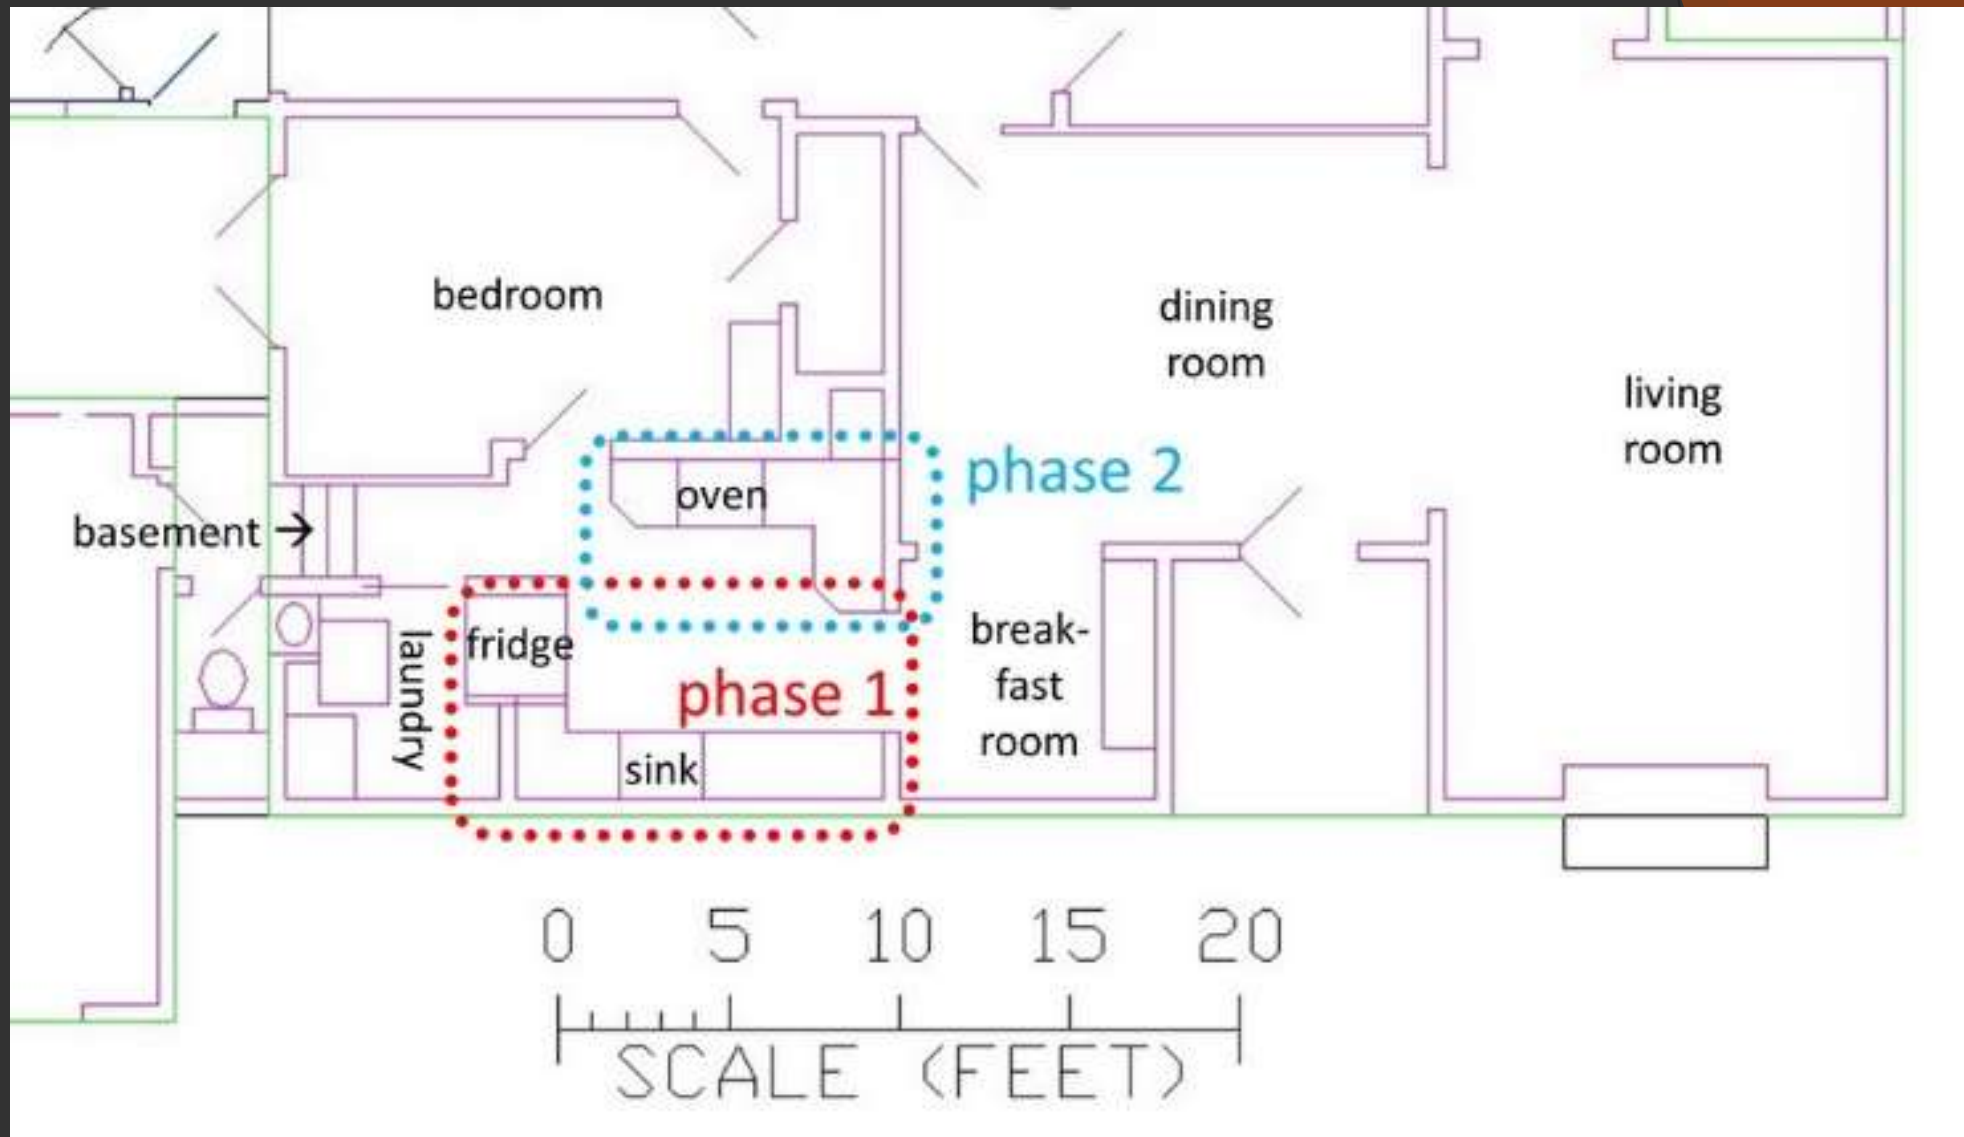 bedroom
dining
room
living
room
phase 2
oven
basement →
fridge
laundry
break-
fast
room
phase 1
sink
0 5 10 15 20
SCALE (FEET)